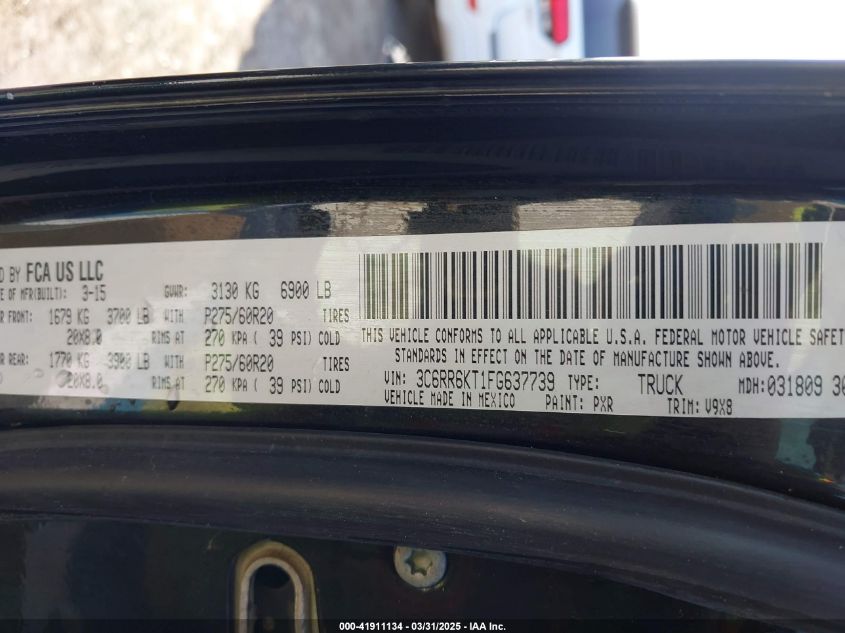 D BY FCA US LLC
E OF MFR(BUILT): 3-15 GVWR: 3130 KG 6900 LB
R FRONT: 1679 KG 3700 LB WITH P275/60R20 TIRES
20X8.0 RIMS AT 270 KPA ( 39 PSI) COLD
R REAR: 1770 KG 3900 LB WITH P275/60R20 TIRES
20X8.0 RIMS AT 270 KPA ( 39 PSI) COLD
THIS VEHICLE CONFORMS TO ALL APPLICABLE U.S.A. FEDERAL MOTOR VEHICLE SAFET
STANDARDS IN EFFECT ON THE DATE OF MANUFACTURE SHOWN ABOVE.
VIN: 3C6RR6KT1FG637739 TYPE: TRUCK MDH:031809 30
VEHICLE MADE IN MEXICO PAINT: PXR TRIM: V9X8
000-41911134 - 03/31/2025 - IAA Inc.